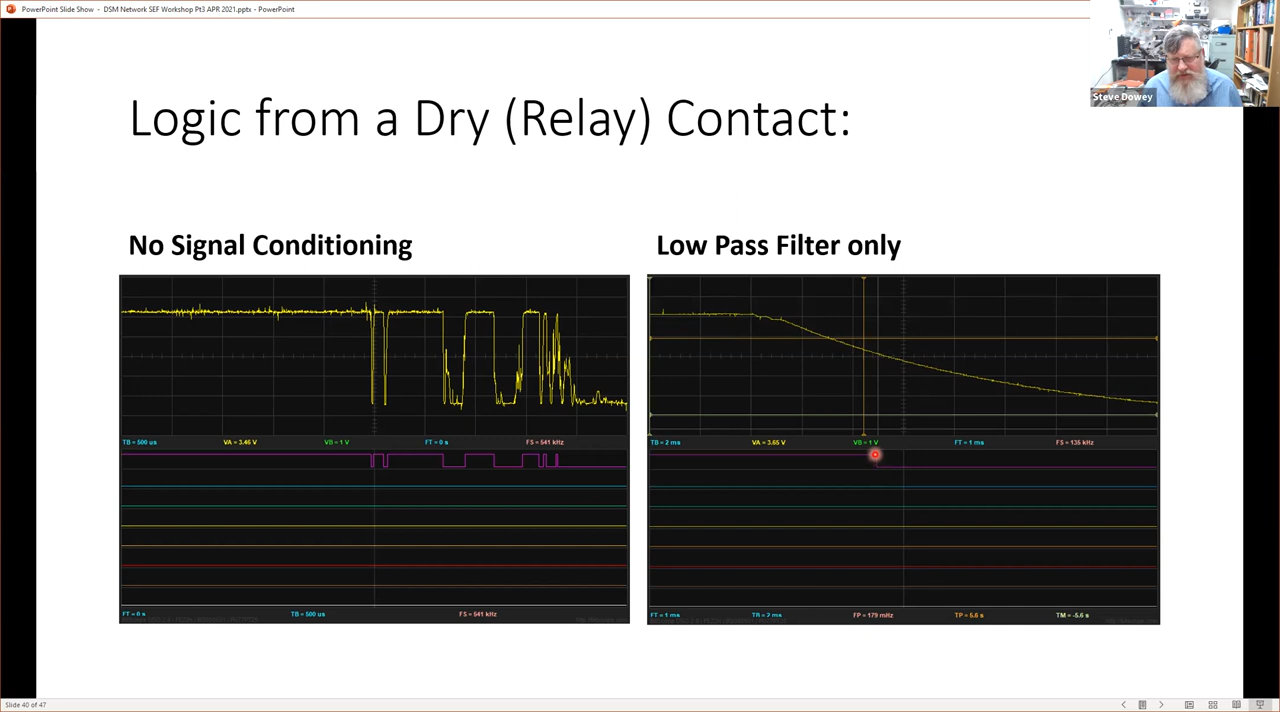 PowerPoint Slide Show - DSM Network SEF Workshop Pt3 APR 2021.pptx - PowerPoint
Steve Dowey
Logic from a Dry (Relay) Contact:
No Signal Conditioning
TB = 500 us VA = 3.46 V VB = 1 V FT = 0 s FS = 541 kHz
FT = 0 s TB = 500 us FS = 541 kHz
Low Pass Filter only
TB = 2 ms VA = 3.65 V VB = 1 V FT = 1 ms FS = 135 kHz
FT = 1 ms TB = 2 ms FP = 179 mHz TP = 5.6 s TM = -5.6 s
Slide 40 of 47